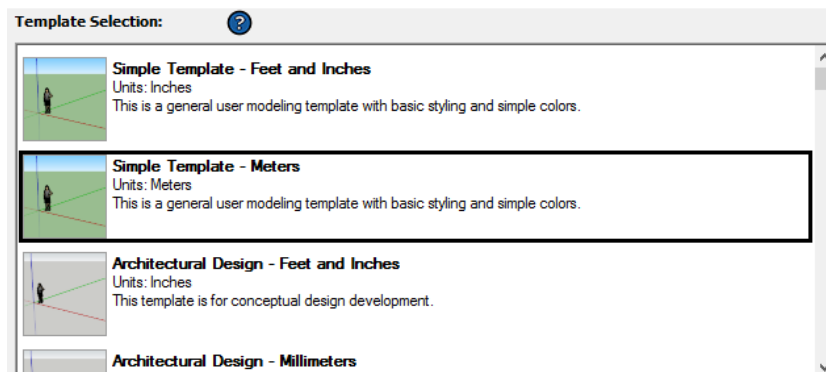 Template Selection:
?
Simple Template - Feet and Inches
Units: Inches
This is a general user modeling template with basic styling and simple colors.
Simple Template - Meters
Units: Meters
This is a general user modeling template with basic styling and simple colors.
Architectural Design - Feet and Inches
Units: Inches
This template is for conceptual design development.
Architectural Design - Millimeters